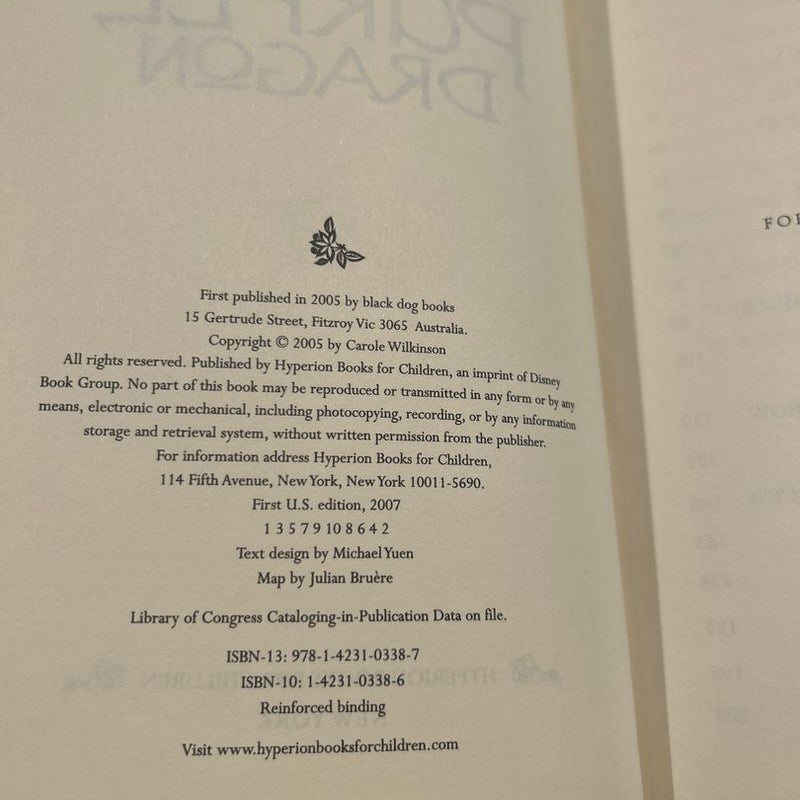 PURPLE
DRAGON
First published in 2005 by black dog books
15 Gertrude Street, Fitzroy Vic 3065 Australia.
Copyright © 2005 by Carole Wilkinson
All rights reserved. Published by Hyperion Books for Children, an imprint of Disney
Book Group. No part of this book may be reproduced or transmitted in any form or by any
means, electronic or mechanical, including photocopying, recording, or by any information
storage and retrieval system, without written permission from the publisher.
For information address Hyperion Books for Children,
114 Fifth Avenue, New York, New York 10011-5690.
First U.S. edition, 2007
1 3 5 7 9 10 8 6 4 2
Text design by Michael Yuen
Map by Julian Bruère
Library of Congress Cataloging-in-Publication Data on file.
ISBN-13: 978-1-4231-0338-7
ISBN-10: 1-4231-0338-6
Reinforced binding
Visit www.hyperionbooksforchildren.com
FO